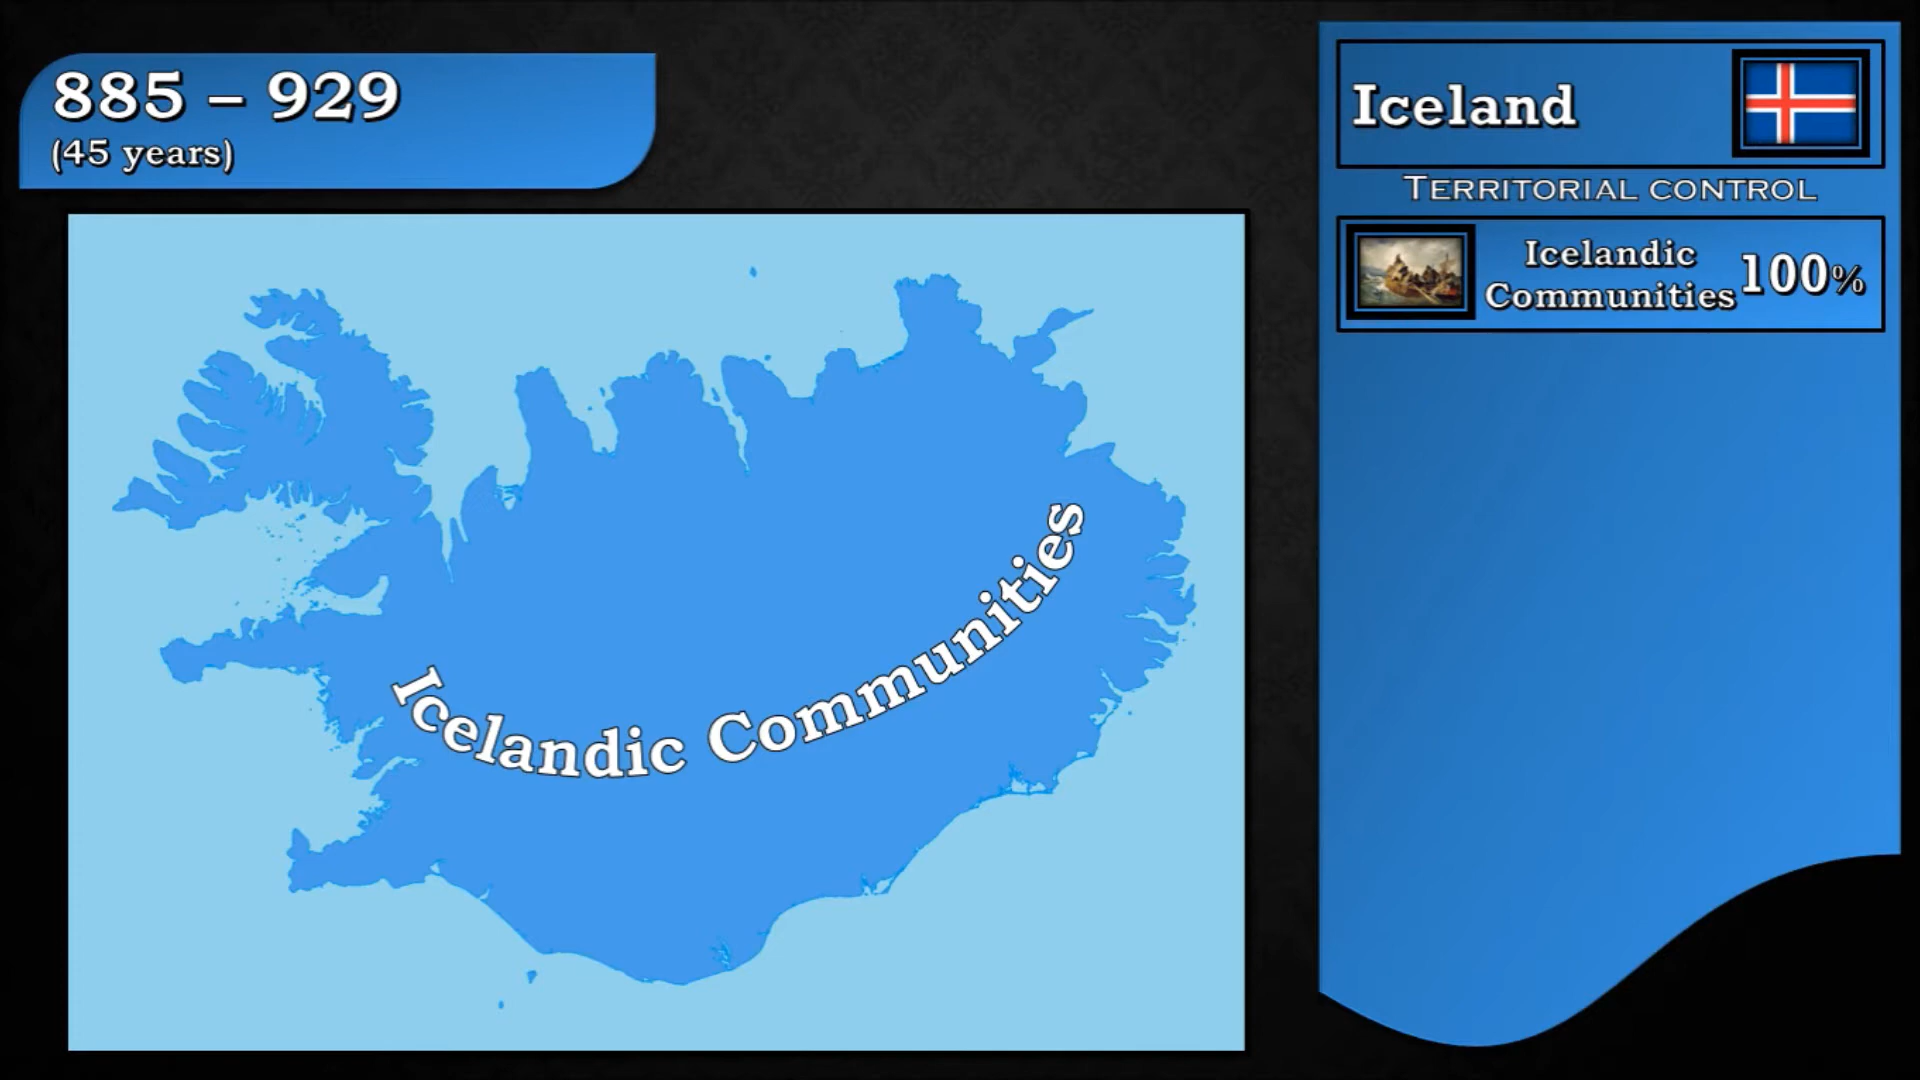 885 – 929
(45 years)
Iceland
TERRITORIAL CONTROL
Icelandic
Communities
100%
Icelandic Communities